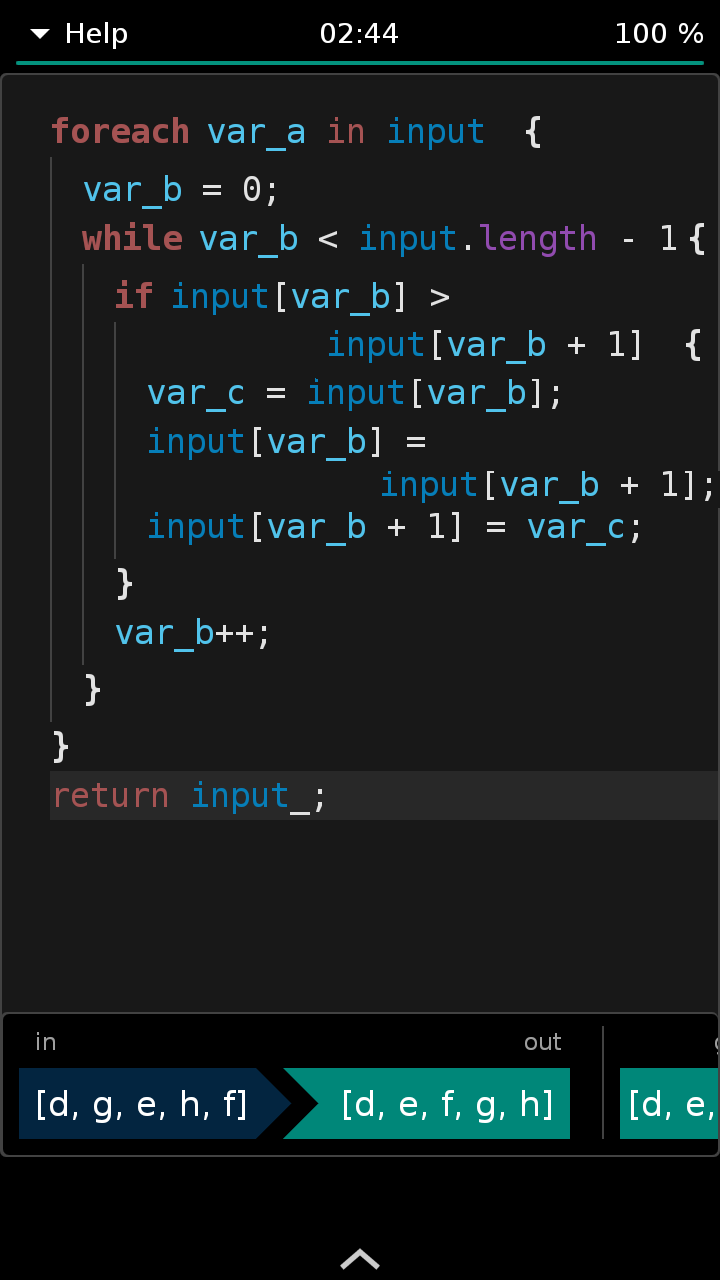 Help 02:44 100 %
foreach var_a in input {
var_b = 0;
while var_b < input.length - 1 {
if input[var_b] >
input[var_b + 1] {
var_c = input[var_b];
input[var_b] =
input[var_b + 1];
input[var_b + 1] = var_c;
}
var_b++;
}
}
return input_;
in out
[d, g, e, h, f] [d, e, f, g, h] [d, e,